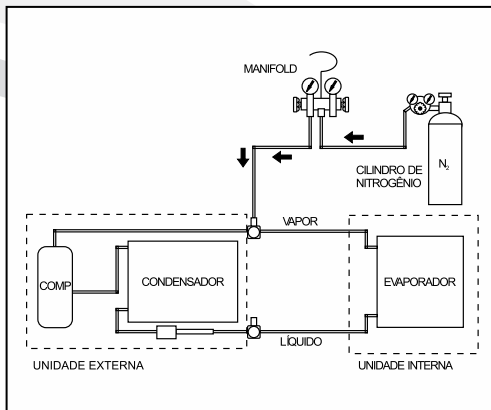 MANIFOLD
CILINDRO DE
NITROGÊNIO
N₂
VAPOR
COMP
CONDENSADOR
EVAPORADOR
LÍQUIDO
UNIDADE EXTERNA
UNIDADE INTERNA